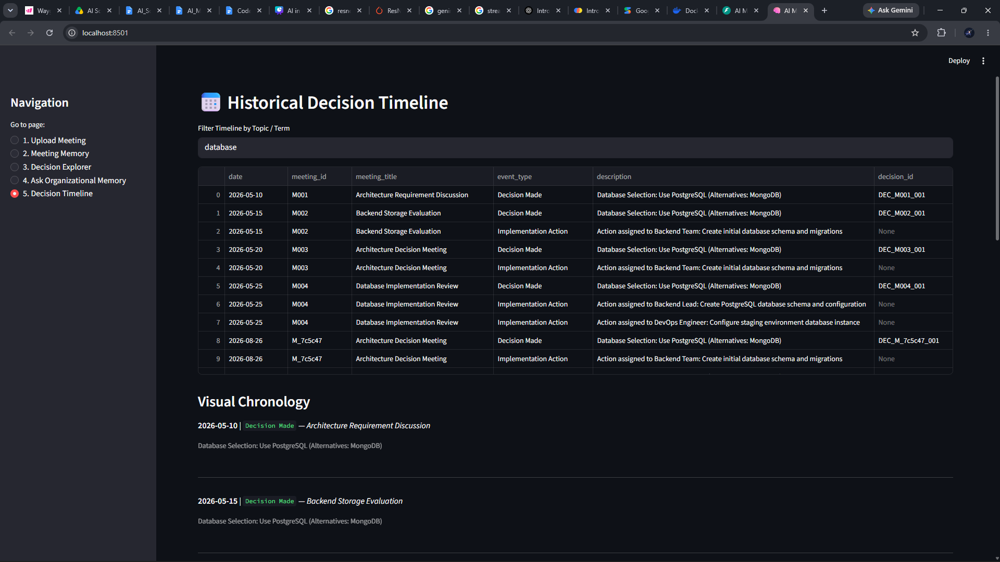 Way
AI Sc
AI_Sc
AI_M
Code
AI in
resne
ResN
geni
strea
Intro
Intro
Goo
Doc
AI M
AI M
Ask Gemini
localhost:8501
Deploy
Navigation
Go to page:
1. Upload Meeting
2. Meeting Memory
3. Decision Explorer
4. Ask Organizational Memory
5. Decision Timeline
Historical Decision Timeline
Filter Timeline by Topic / Term
database
date meeting_id meeting_title event_type description decision_id
0 2026-05-10 M001 Architecture Requirement Discussion Decision Made Database Selection: Use PostgreSQL (Alternatives: MongoDB) DEC_M001_001
1 2026-05-15 M002 Backend Storage Evaluation Decision Made Database Selection: Use PostgreSQL (Alternatives: MongoDB) DEC_M002_001
2 2026-05-15 M002 Backend Storage Evaluation Implementation Action Action assigned to Backend Team: Create initial database schema and migrations None
3 2026-05-20 M003 Architecture Decision Meeting Decision Made Database Selection: Use PostgreSQL (Alternatives: MongoDB) DEC_M003_001
4 2026-05-20 M003 Architecture Decision Meeting Implementation Action Action assigned to Backend Team: Create initial database schema and migrations None
5 2026-05-25 M004 Database Implementation Review Decision Made Database Selection: Use PostgreSQL (Alternatives: MongoDB) DEC_M004_001
6 2026-05-25 M004 Database Implementation Review Implementation Action Action assigned to Backend Lead: Create PostgreSQL database schema and configuration None
7 2026-05-25 M004 Database Implementation Review Implementation Action Action assigned to DevOps Engineer: Configure staging environment database instance None
8 2026-08-26 M_7c5c47 Architecture Decision Meeting Decision Made Database Selection: Use PostgreSQL (Alternatives: MongoDB) DEC_M_7c5c47_001
9 2026-08-26 M_7c5c47 Architecture Decision Meeting Implementation Action Action assigned to Backend Team: Create initial database schema and migrations None
Visual Chronology
2026-05-10 | Decision Made — Architecture Requirement Discussion
Database Selection: Use PostgreSQL (Alternatives: MongoDB)
2026-05-15 | Decision Made — Backend Storage Evaluation
Database Selection: Use PostgreSQL (Alternatives: MongoDB)